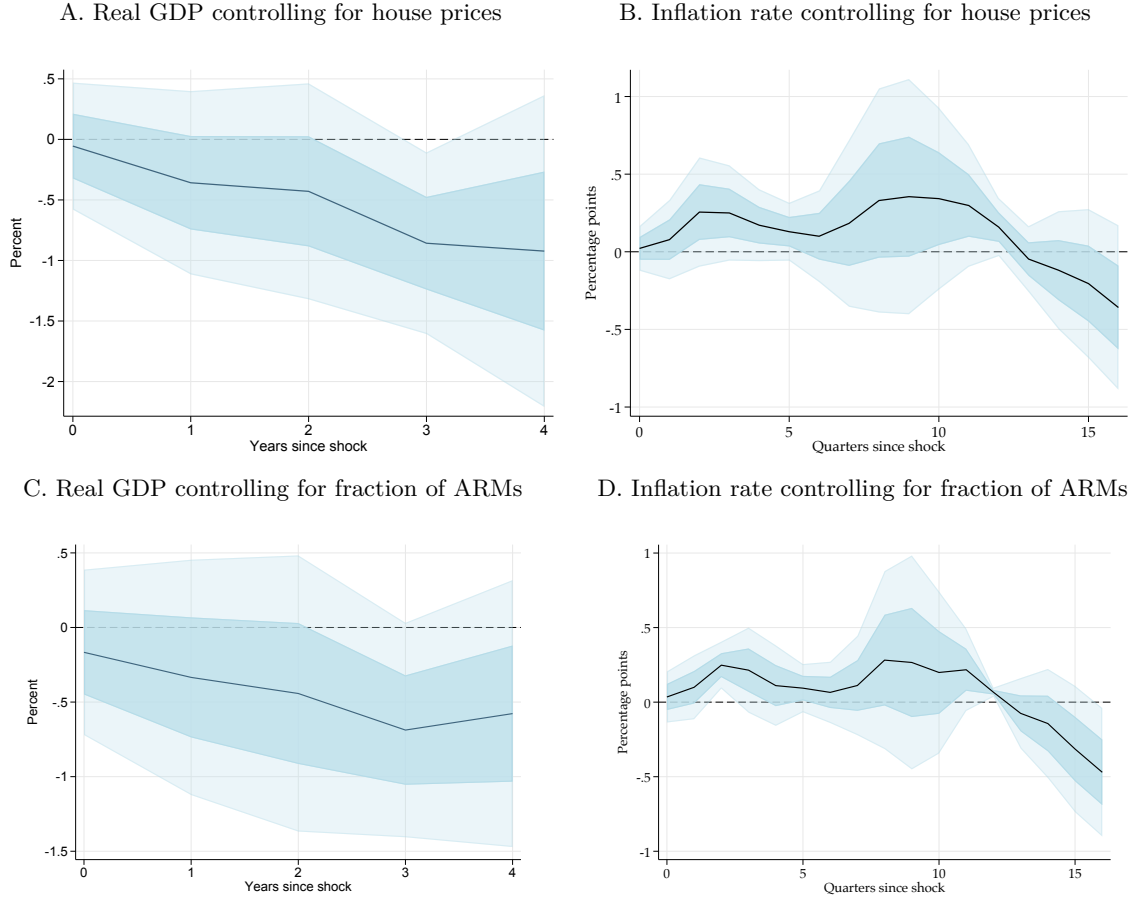 A. Real GDP controlling for house prices
.5
0
-.5
-1
-1.5
-2
Percent
0 1 2 3 4
Years since shock
B. Inflation rate controlling for house prices
1
.5
0
-.5
-1
Percentage points
0 5 10 15
Quarters since shock
C. Real GDP controlling for fraction of ARMs
.5
0
-.5
-1
-1.5
Percent
0 1 2 3 4
Years since shock
D. Inflation rate controlling for fraction of ARMs
1
.5
0
-.5
-1
Percentage points
0 5 10 15
Quarters since shock